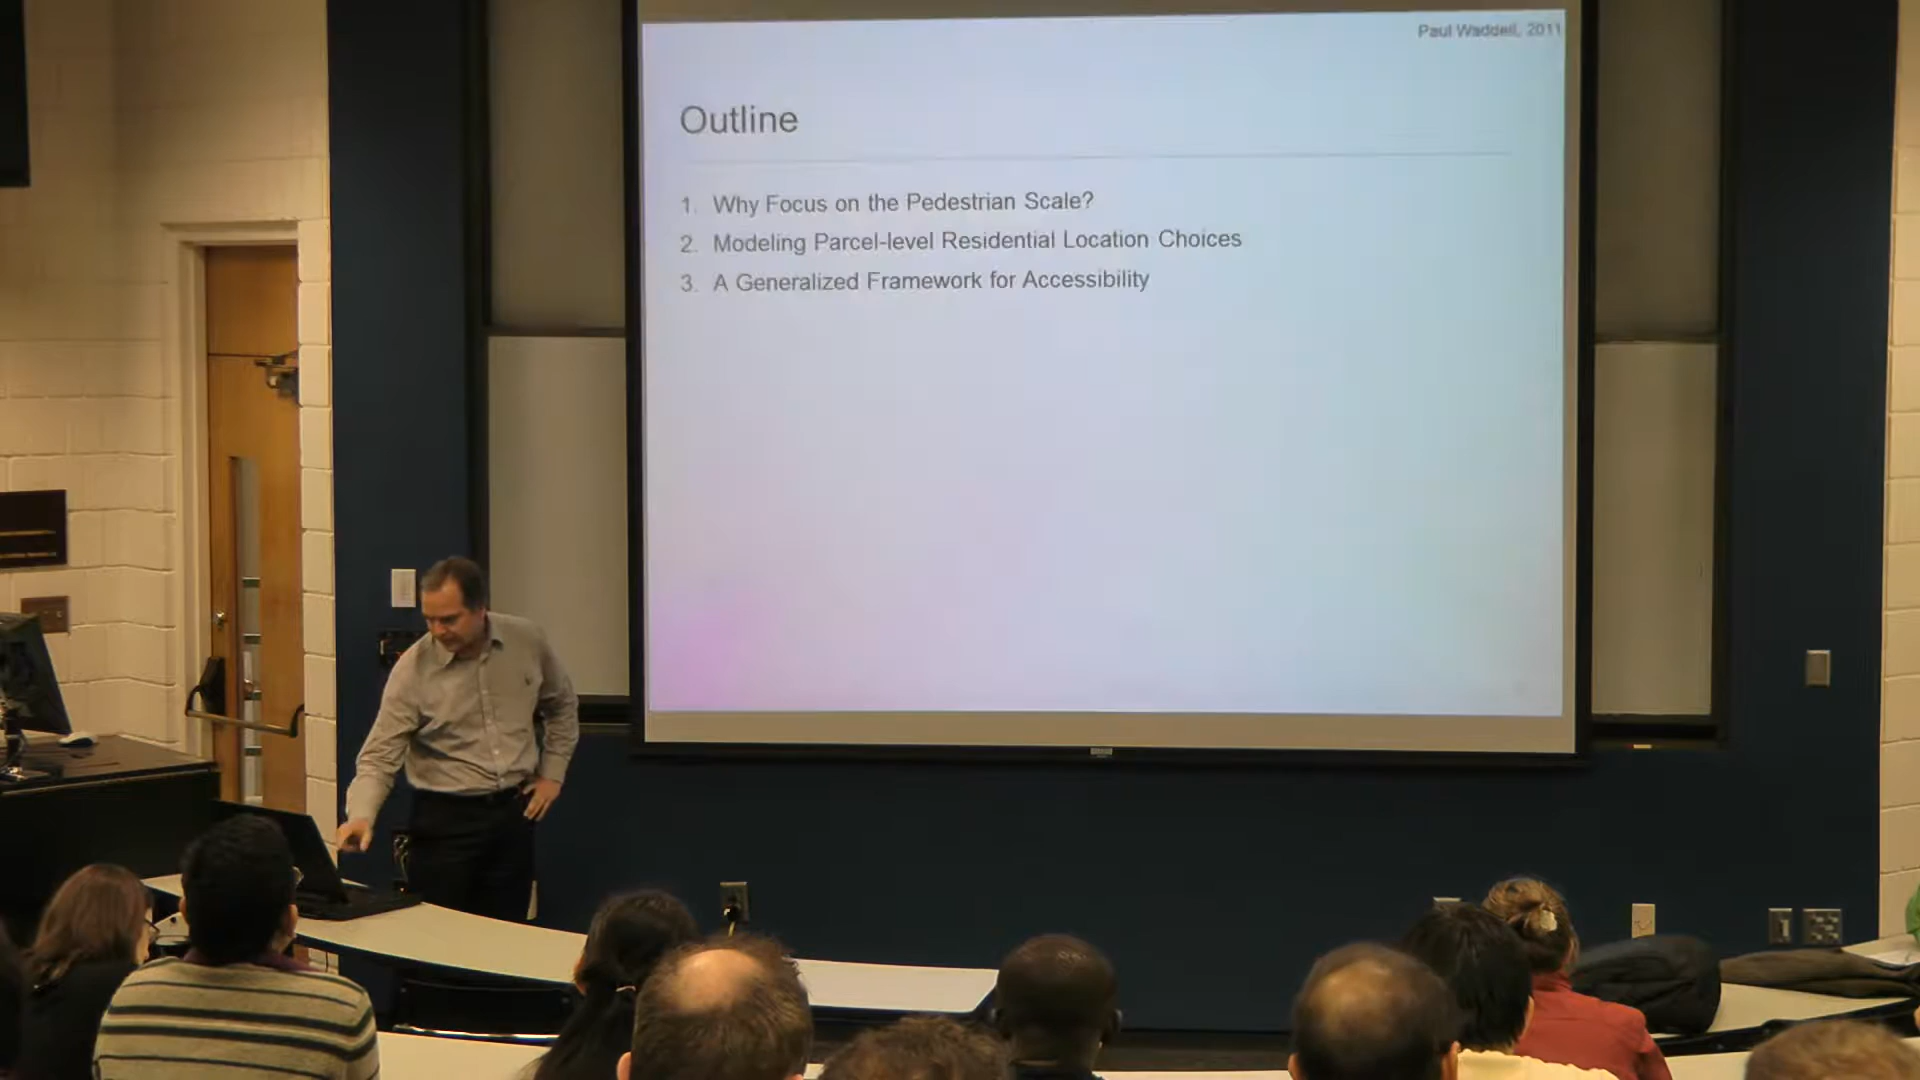 Paul Waddell, 2011
Outline
1. Why Focus on the Pedestrian Scale?
2. Modeling Parcel-level Residential Location Choices
3. A Generalized Framework for Accessibility